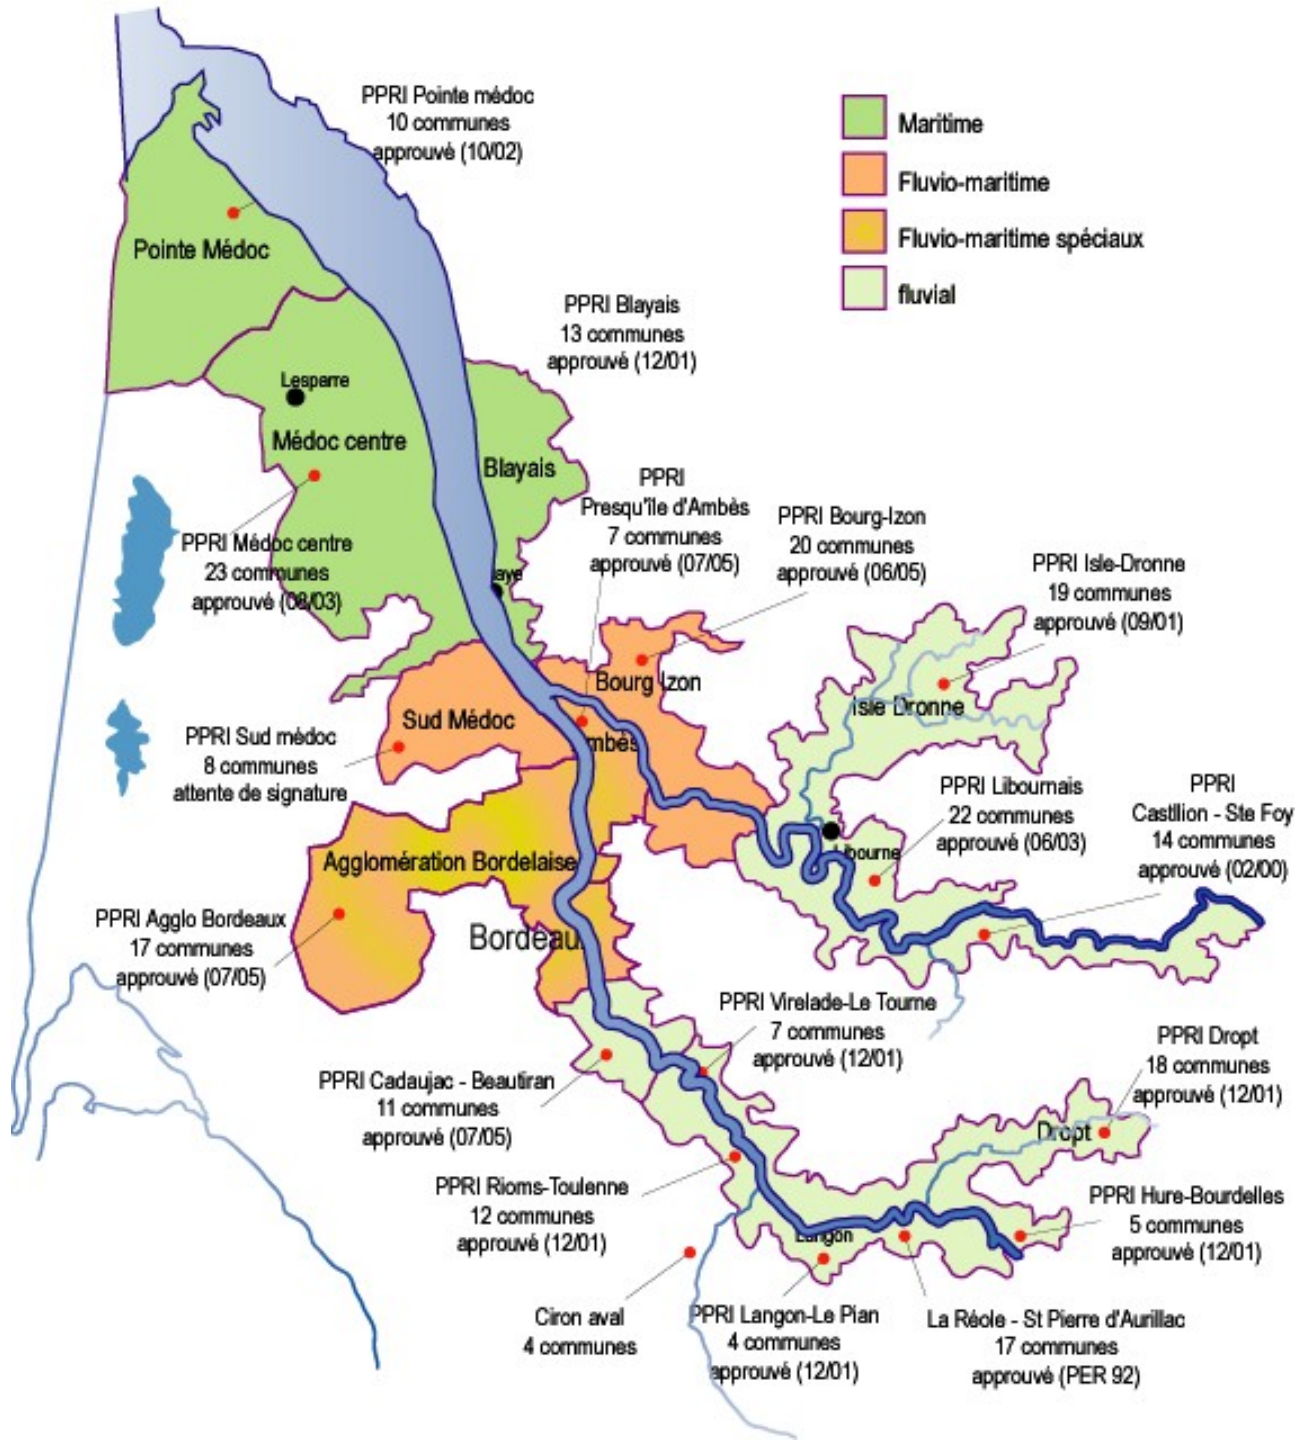 PPRI Pointe médoc
10 communes
approuvé (10/02)
Maritime
Fluvio-maritime
Fluvio-maritime spéciaux
fluvial
Pointe Médoc
PPRI Blayais
13 communes
approuvé (12/01)
Lesparre
Médoc centre
Blayais
PPRI Médoc centre
23 communes
approuvé (08/03)
aye
PPRI
Presqu'île d'Ambès
7 communes
approuvé (07/05)
PPRI Bourg-Izon
20 communes
approuvé (06/05)
PPRI Isle-Dronne
19 communes
approuvé (09/01)
Bourg Izon
Isle Dronne
Sud Médoc
mbès
PPRI Sud médoc
8 communes
attente de signature
PPRI Libournais
22 communes
approuvé (06/03)
PPRI
Castllion - Ste Foy
14 communes
approuvé (02/00)
Libourne
Agglomération Bordelaise
PPRI Agglo Bordeaux
17 communes
approuvé (07/05)
Bordeau
PPRI Virelade-Le Tourne
7 communes
approuvé (12/01)
PPRI Dropt
18 communes
approuvé (12/01)
PPRI Cadaujac - Beautiran
11 communes
approuvé (07/05)
Dropt
PPRI Rioms-Toulenne
12 communes
approuvé (12/01)
PPRI Hure-Bourdelles
5 communes
approuvé (12/01)
Langon
Ciron aval
4 communes
PPRI Langon-Le Pian
4 communes
approuvé (12/01)
La Réole - St Pierre d'Aurillac
17 communes
approuvé (PER 92)